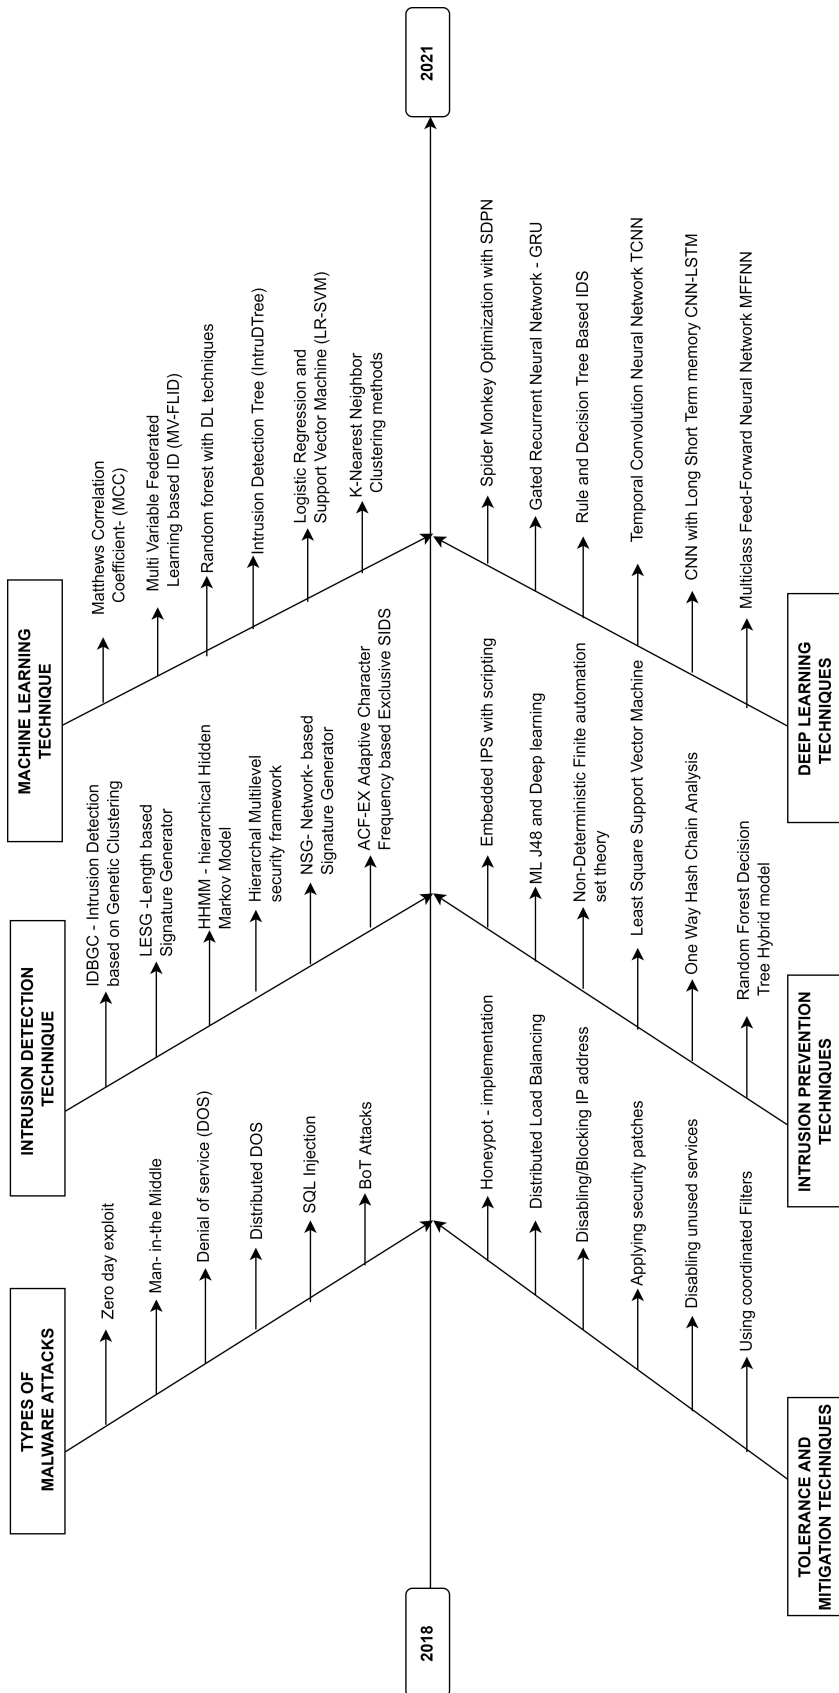 2018
2021
TYPES OF
MALWARE ATTACKS
Zero day exploit
Man- in-the Middle
Denial of service (DOS)
Distributed DOS
SQL Injection
BoT Attacks
INTRUSION DETECTION
TECHNIQUE
IDBGC - Intrusion Detection
based on Genetic Clustering
LESG -Length based
Signature Generator
HHMM - hierarchical Hidden
Markov Model
Hierarchal Multilevel
security framework
NSG- Network- based
Signature Generator
ACF-EX Adaptive Character
Frequency based Exclusive SIDS
MACHINE LEARNING
TECHNIQUE
Matthews Correlation
Coefficient- (MCC)
Multi Variable Federated
Learning based ID (MV-FLID)
Random forest with DL techniques
Intrusion Detection Tree (IntruDTree)
Logistic Regression and
Support Vector Machine (LR-SVM)
K-Nearest Neighbor
Clustering methods
TOLERANCE AND
MITIGATION TECHNIQUES
Honeypot - implementation
Distributed Load Balancing
Disabling/Blocking IP address
Applying security patches
Disabling unused services
Using coordinated Filters
INTRUSION PREVENTION
TECHNIQUES
Embedded IPS with scripting
ML J48 and Deep learning
Non-Deterministic Finite automation
set theory
Least Square Support Vector Machine
One Way Hash Chain Analysis
Random Forest Decision
Tree Hybrid model
DEEP LEARNING
TECHNIQUES
Spider Monkey Optimization with SDPN
Gated Recurrent Neural Network - GRU
Rule and Decision Tree Based IDS
Temporal Convolution Neural Network TCNN
CNN with Long Short Term memory CNN-LSTM
Multiclass Feed-Forward Neural Network MFFNN